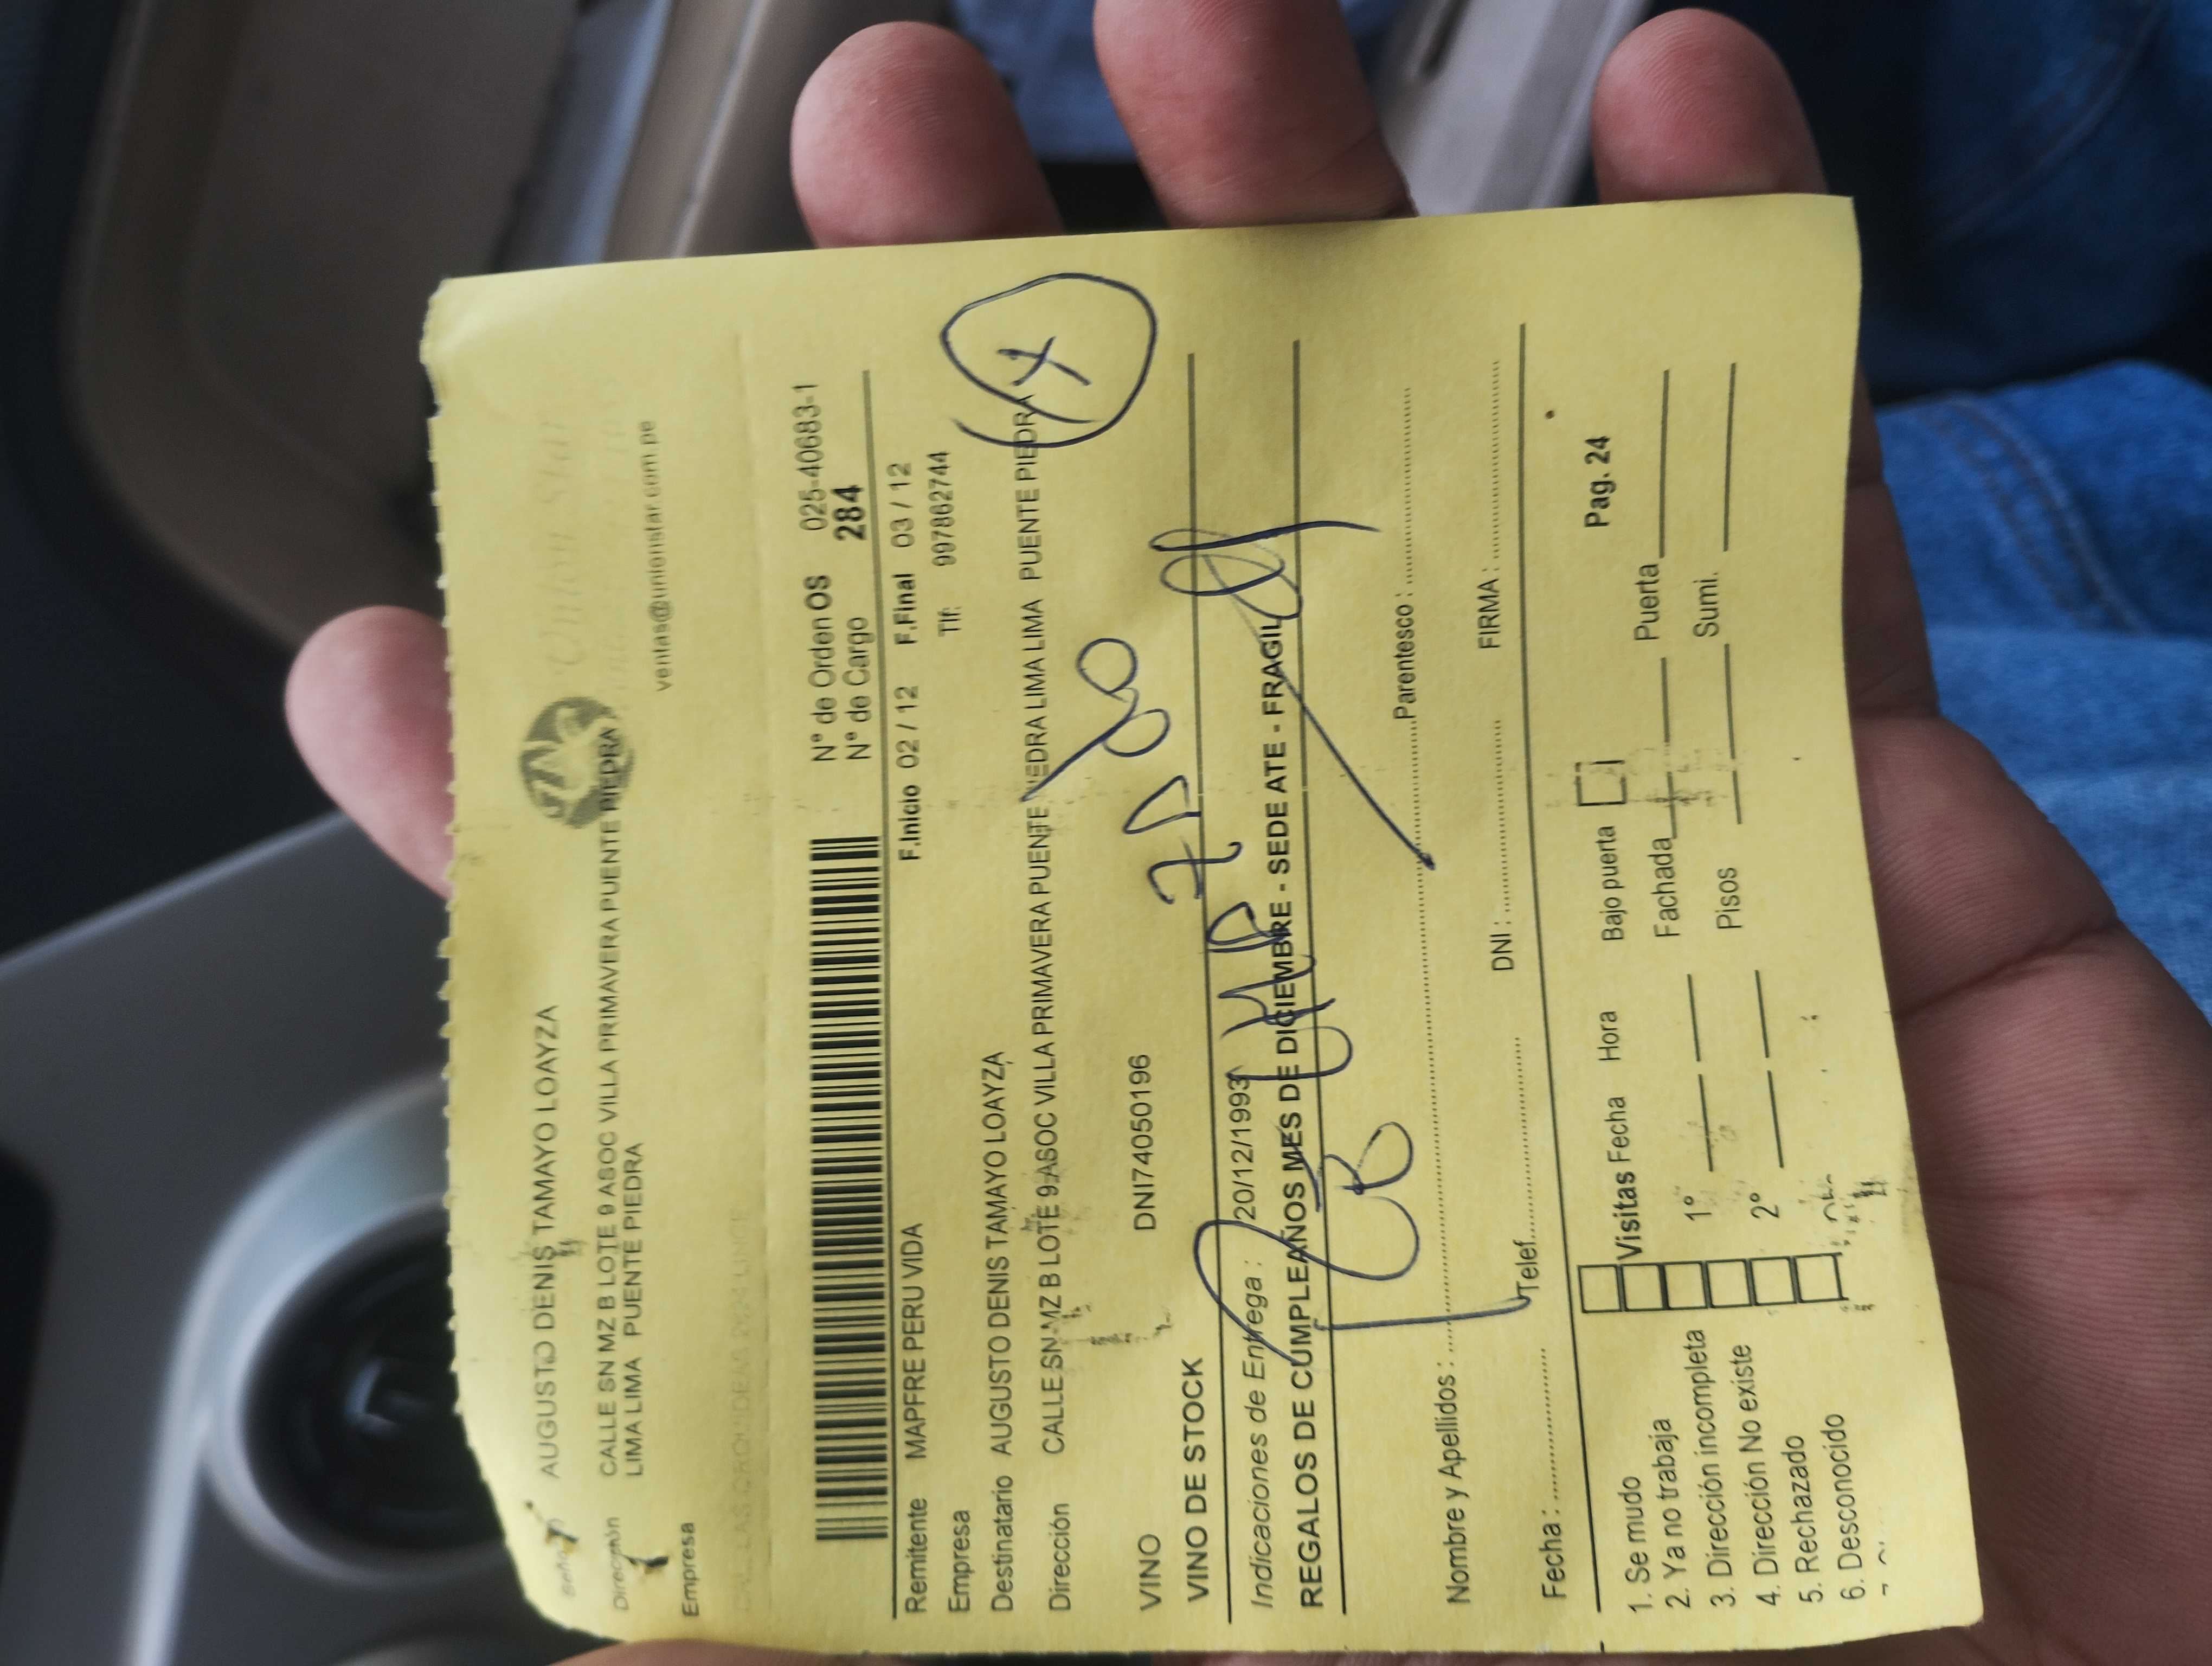 AUGUSTO DENIS TAMAYO LOAYZA
Dirección CALLE SN MZ B LOTE 9 ASOC VILLA PRIMAVERA PUENTE PIEDRA
LIMA LIMA PUENTE PIEDRA
Union Star
ventas@unionstar.com.pe
Empresa
N° de Orden OS 025-40683-1
N° de Cargo 284
Remitente MAPFRE PERU VIDA F.Inicio 02 / 12 F.Final 03 / 12
Empresa Tlf: 997862744
Destinatario AUGUSTO DENIS TAMAYO LOAYZA
Dirección CALLE SN MZ B LOTE 9 ASOC VILLA PRIMAVERA PUENTE PIEDRA LIMA LIMA PUENTE PIEDRA
X
VINO DNI74050196
VINO DE STOCK
Indicaciones de Entrega : 20/12/1993
REGALOS DE CUMPLEAÑOS MES DE DICIEMBRE - SEDE ATE - FRAGIL
Nombre y Apellidos : Parentesco :
Fecha : Telef. DNI : FIRMA :
1. Se mudo Visitas Fecha Hora Bajo puerta Pag. 24
2. Ya no trabaja 1° Fachada Puerta
3. Dirección incompleta 2° Pisos Sumi.
4. Dirección No existe
5. Rechazado
6. Desconocido